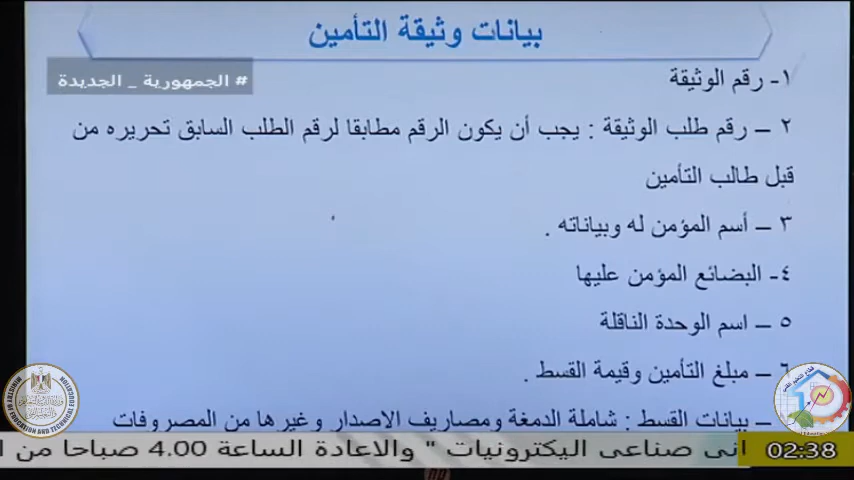 بيانات وثيقة التأمين
# الجمهورية _ الجديدة
١- رقم الوثيقة
٢ – رقم طلب الوثيقة : يجب أن يكون الرقم مطابقا لرقم الطلب السابق تحريره من
قبل طالب التأمين
٣ – أسم المؤمن له وبياناته .
٤- البضائع المؤمن عليها
٥ – اسم الوحدة الناقلة
٦ – مبلغ التأمين وقيمة القسط .
– بيانات القسط : شاملة الدمغة ومصاريف الاصدار وغيرها من المصروفات
انى صناعى اليكترونيات " والاعادة الساعة 4.00 صباحا من ا
02:38